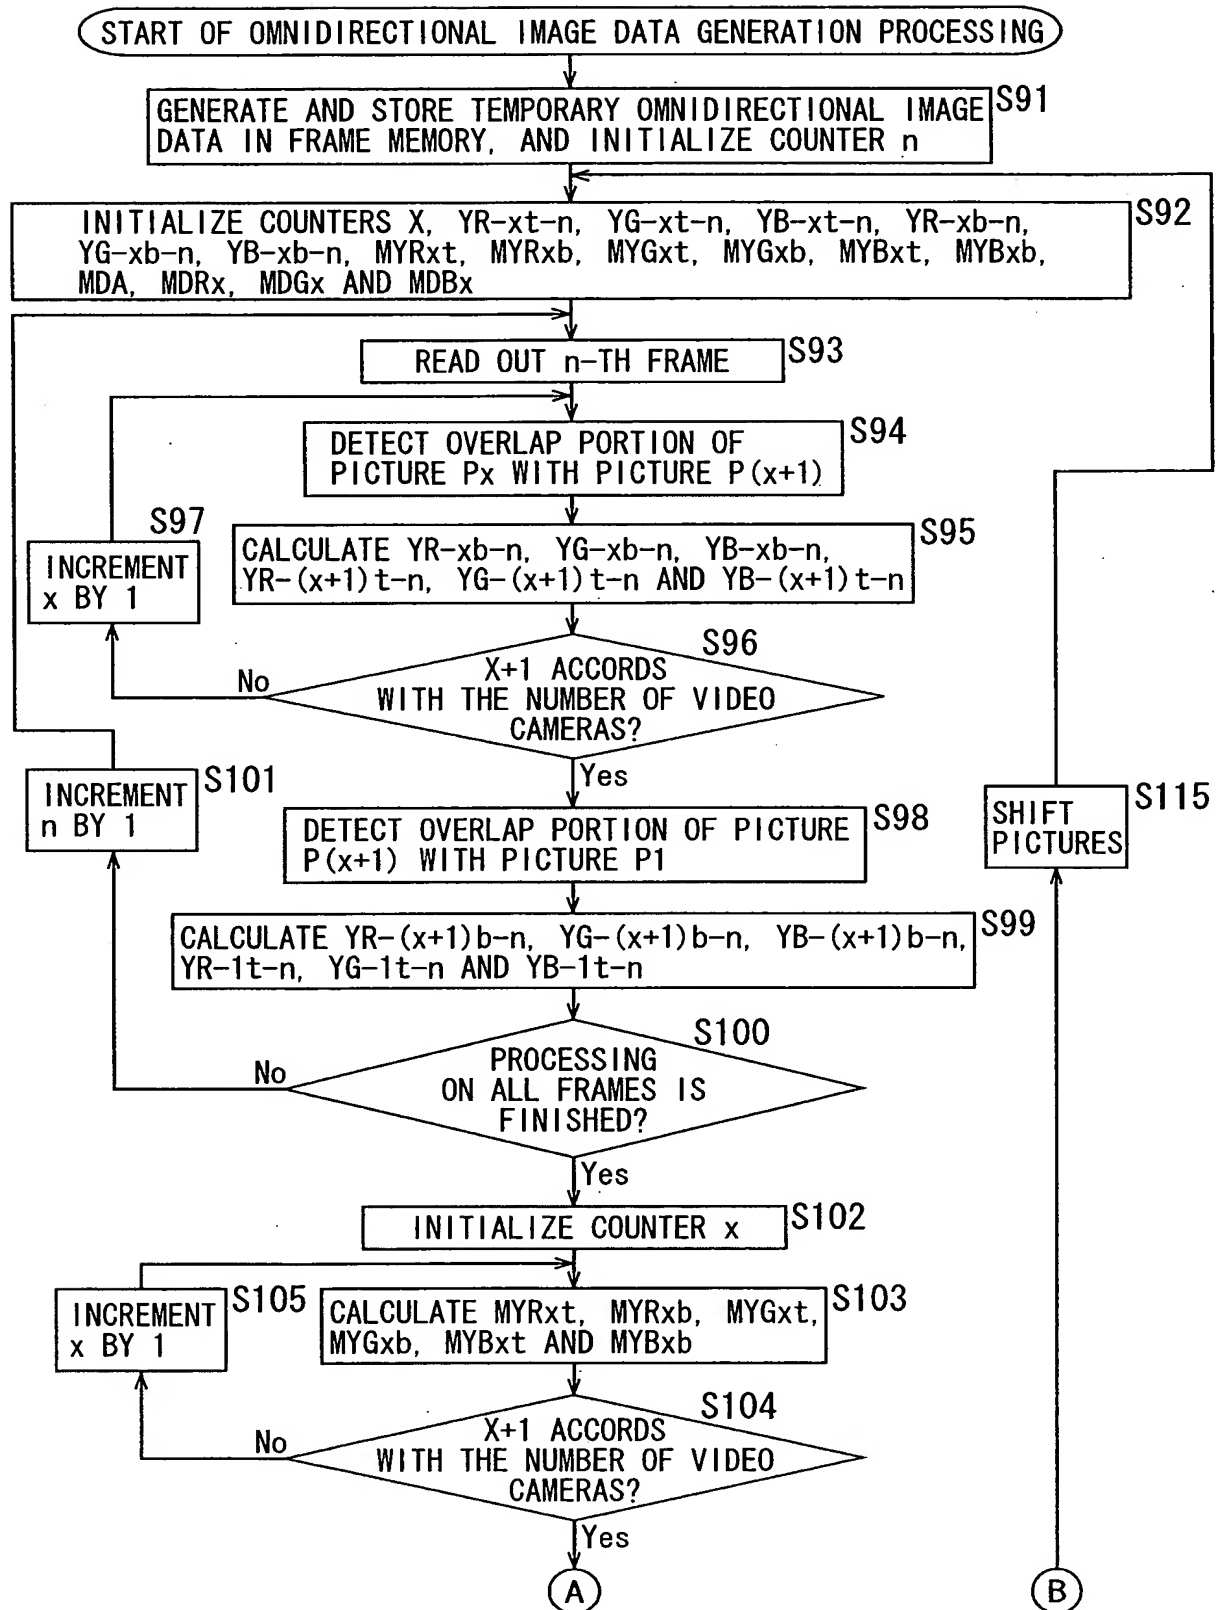 START OF OMNIDIRECTIONAL IMAGE DATA GENERATION PROCESSING
GENERATE AND STORE TEMPORARY OMNIDIRECTIONAL IMAGE
DATA IN FRAME MEMORY, AND INITIALIZE COUNTER n
S91
INITIALIZE COUNTERS X, YR-xt-n, YG-xt-n, YB-xt-n, YR-xb-n,
YG-xb-n, YB-xb-n, MYRxt, MYRxb, MYGxt, MYGxb, MYBxt, MYBxb,
MDA, MDRx, MDGx AND MDBx
S92
READ OUT n-TH FRAME
S93
DETECT OVERLAP PORTION OF
PICTURE Px WITH PICTURE P(x+1)
S94
S97
INCREMENT
x BY 1
CALCULATE YR-xb-n, YG-xb-n, YB-xb-n,
YR-(x+1)t-n, YG-(x+1)t-n AND YB-(x+1)t-n
S95
S96
X+1 ACCORDS
WITH THE NUMBER OF VIDEO
CAMERAS?
No
Yes
S101
INCREMENT
n BY 1
DETECT OVERLAP PORTION OF PICTURE
P(x+1) WITH PICTURE P1
S98
SHIFT
PICTURES
S115
CALCULATE YR-(x+1)b-n, YG-(x+1)b-n, YB-(x+1)b-n,
YR-1t-n, YG-1t-n AND YB-1t-n
S99
S100
PROCESSING
ON ALL FRAMES IS
FINISHED?
No
Yes
INITIALIZE COUNTER x
S102
INCREMENT
x BY 1
S105
CALCULATE MYRxt, MYRxb, MYGxt,
MYGxb, MYBxt AND MYBxb
S103
S104
X+1 ACCORDS
WITH THE NUMBER OF VIDEO
CAMERAS?
No
Yes
A
B